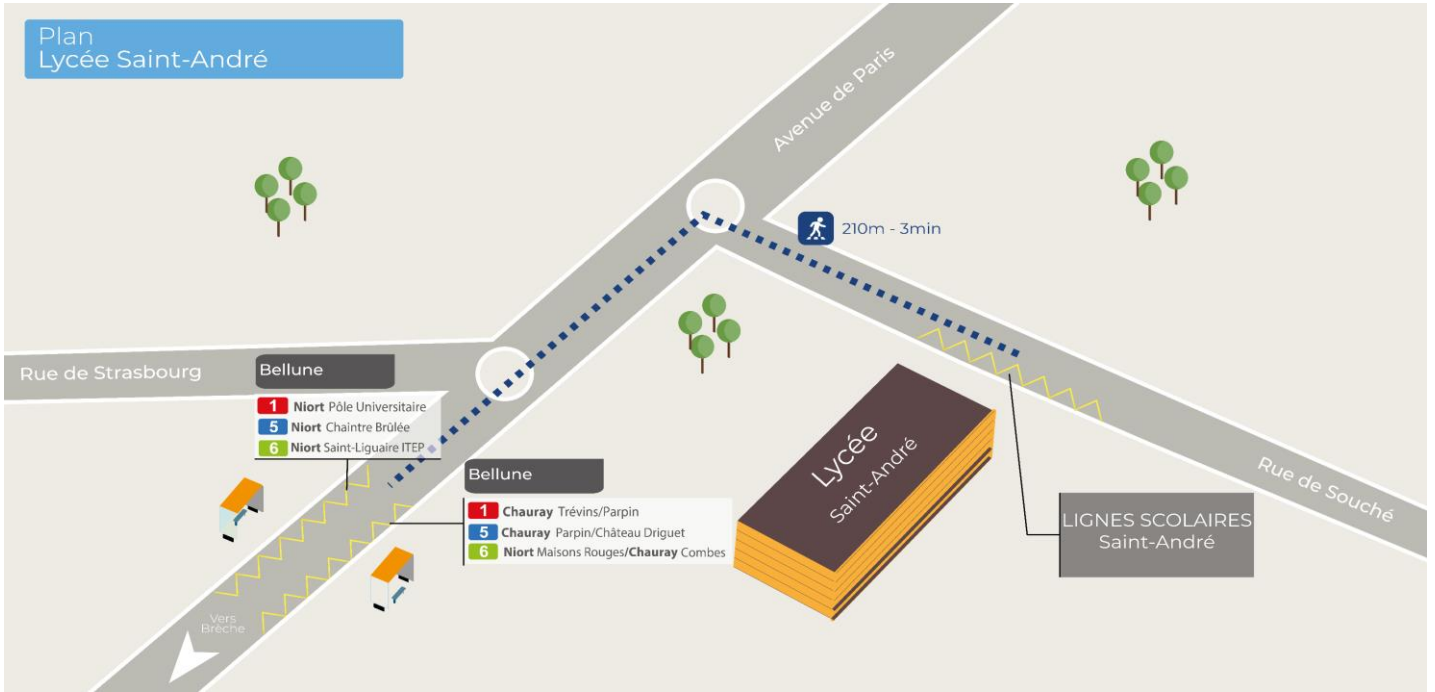 Plan
Lycée Saint-André
Avenue de Paris
210m - 3min
Rue de Strasbourg
Bellune
1 Niort Pôle Universitaire
5 Niort Chaintre Brûlée
6 Niort Saint-Liguaire ITEP
Bellune
1 Chauray Trévins/Parpin
5 Chauray Parpin/Château Driguet
6 Niort Maisons Rouges/Chauray Combes
Lycée
Saint-André
Rue de Souché
LIGNES SCOLAIRES
Saint-André
Vers
Brèche